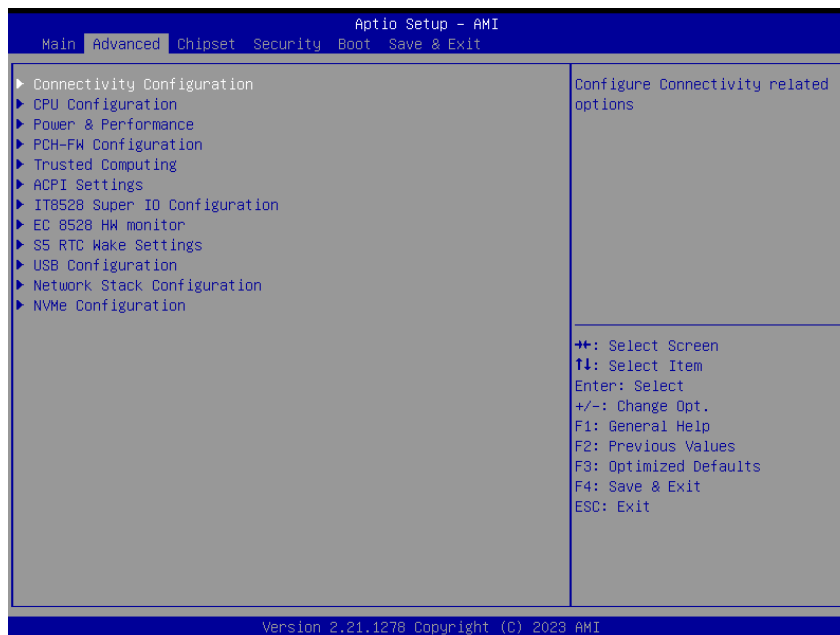 Aptio Setup – AMI
Main Advanced Chipset Security Boot Save & Exit
▶ Connectivity Configuration
▶ CPU Configuration
▶ Power & Performance
▶ PCH-FW Configuration
▶ Trusted Computing
▶ ACPI Settings
▶ IT8528 Super IO Configuration
▶ EC 8528 HW monitor
▶ S5 RTC Wake Settings
▶ USB Configuration
▶ Network Stack Configuration
▶ NVMe Configuration
Configure Connectivity related
options
→←: Select Screen
↑↓: Select Item
Enter: Select
+/-: Change Opt.
F1: General Help
F2: Previous Values
F3: Optimized Defaults
F4: Save & Exit
ESC: Exit
Version 2.21.1278 Copyright (C) 2023 AMI